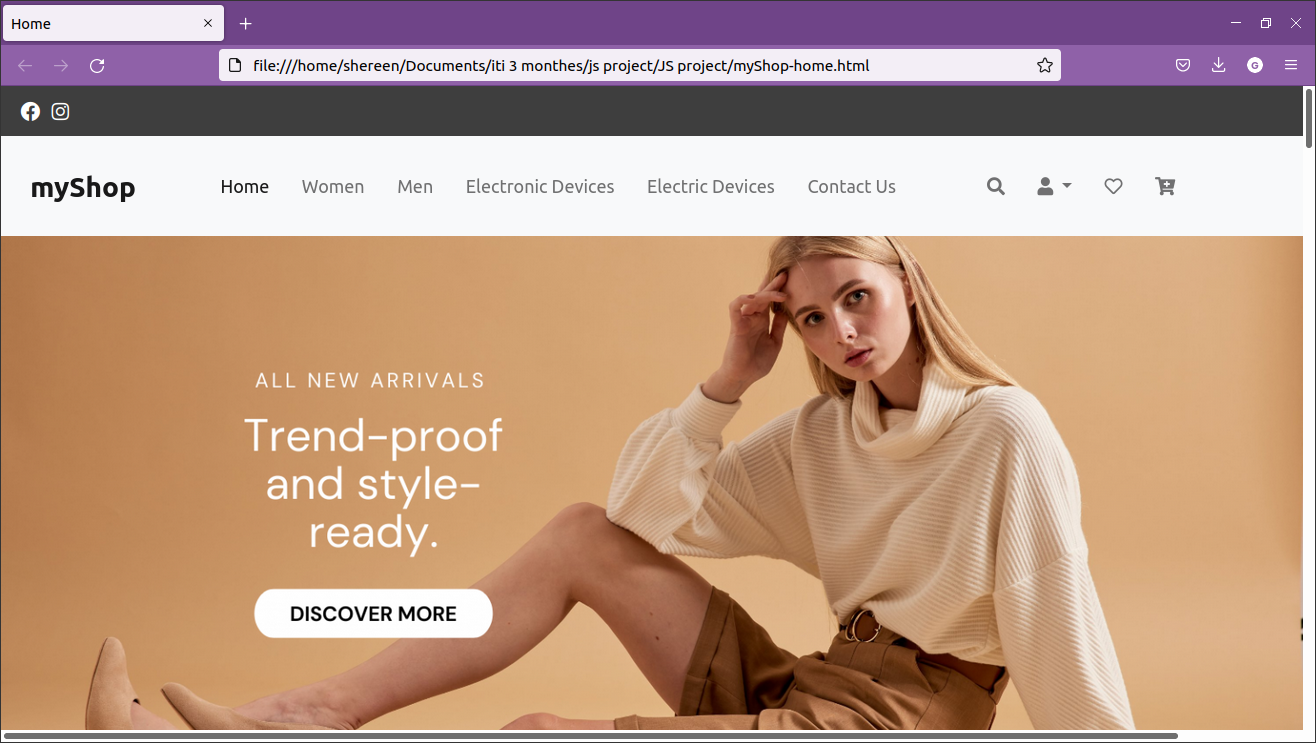 Home
file:///home/shereen/Documents/iti 3 monthes/js project/JS project/myShop-home.html
G
myShop Home Women Men Electronic Devices Electric Devices Contact Us
ALL NEW ARRIVALS
Trend-proof
and style-
ready.
DISCOVER MORE